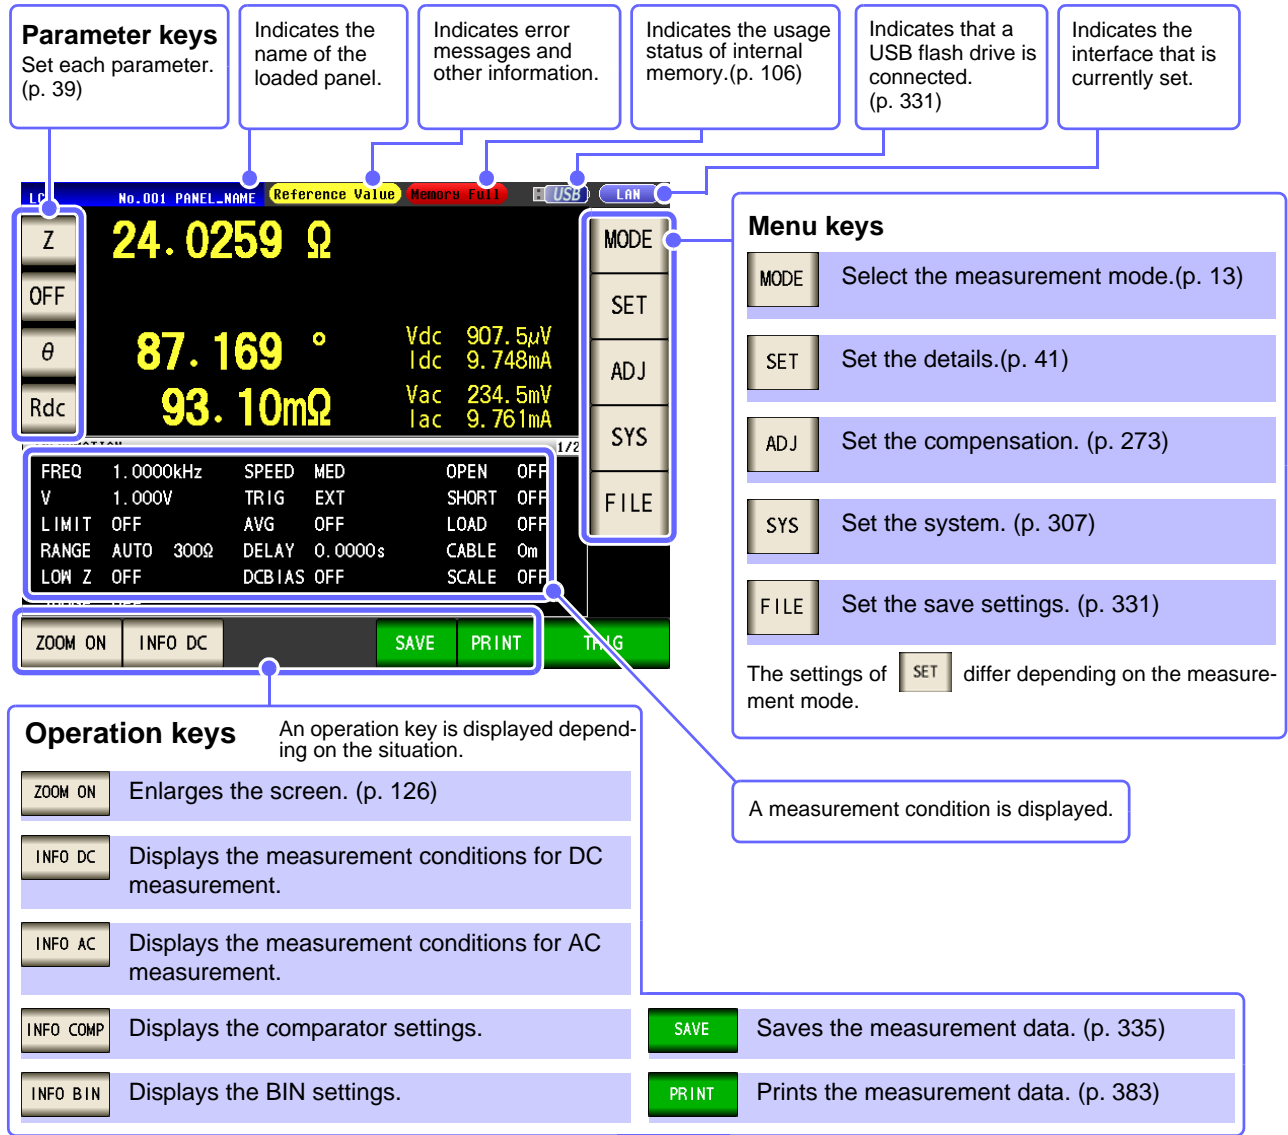 Parameter keys
Set each parameter.
(p. 39)
Indicates the
name of the
loaded panel.
Indicates error
messages and
other information.
Indicates the usage
status of internal
memory.(p. 106)
Indicates that a
USB flash drive is
connected.
(p. 331)
Indicates the
interface that is
currently set.
No.001 PANEL_NAME
Reference Value
Memory Full
USB
LAN
Z
OFF
θ
Rdc
24.0259 Ω
87.169 °
93.10mΩ
Vdc 907.5μV
Idc 9.748mA
Vac 234.5mV
Iac 9.761mA
MODE
SET
ADJ
SYS
FILE
1/2
FREQ 1.0000kHz SPEED MED OPEN OFF
V 1.000V TRIG EXT SHORT OFF
LIMIT OFF AVG OFF LOAD OFF
RANGE AUTO 300Ω DELAY 0.0000s CABLE 0m
LOW Z OFF DCBIAS OFF SCALE OFF
ZOOM ON INFO DC SAVE PRINT TRIG
Menu keys
MODE Select the measurement mode.(p. 13)
SET Set the details.(p. 41)
ADJ Set the compensation. (p. 273)
SYS Set the system. (p. 307)
FILE Set the save settings. (p. 331)
The settings of SET differ depending on the measure-
ment mode.
A measurement condition is displayed.
Operation keys
An operation key is displayed depend-
ing on the situation.
ZOOM ON Enlarges the screen. (p. 126)
INFO DC Displays the measurement conditions for DC
measurement.
INFO AC Displays the measurement conditions for AC
measurement.
INFO COMP Displays the comparator settings.
INFO BIN Displays the BIN settings.
SAVE Saves the measurement data. (p. 335)
PRINT Prints the measurement data. (p. 383)